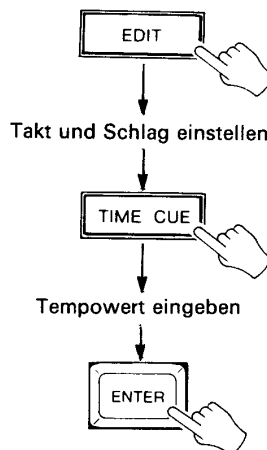 EDIT
Takt und Schlag einstellen
TIME CUE
Tempowert eingeben
ENTER